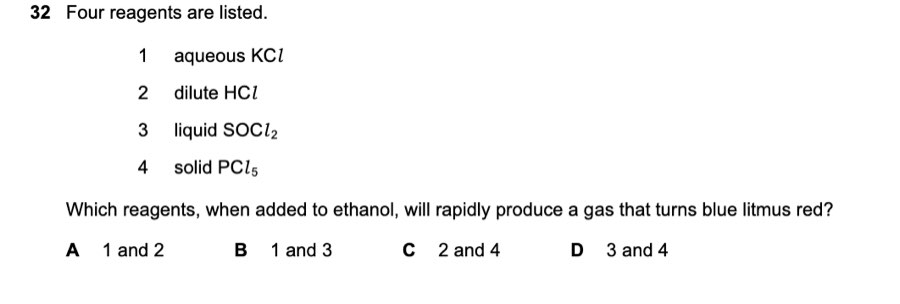 32 Four reagents are listed.
1 aqueous KCl
2 dilute HCl
3 liquid SOCl₂
4 solid PCl₅
Which reagents, when added to ethanol, will rapidly produce a gas that turns blue litmus red?
A 1 and 2 B 1 and 3 C 2 and 4 D 3 and 4